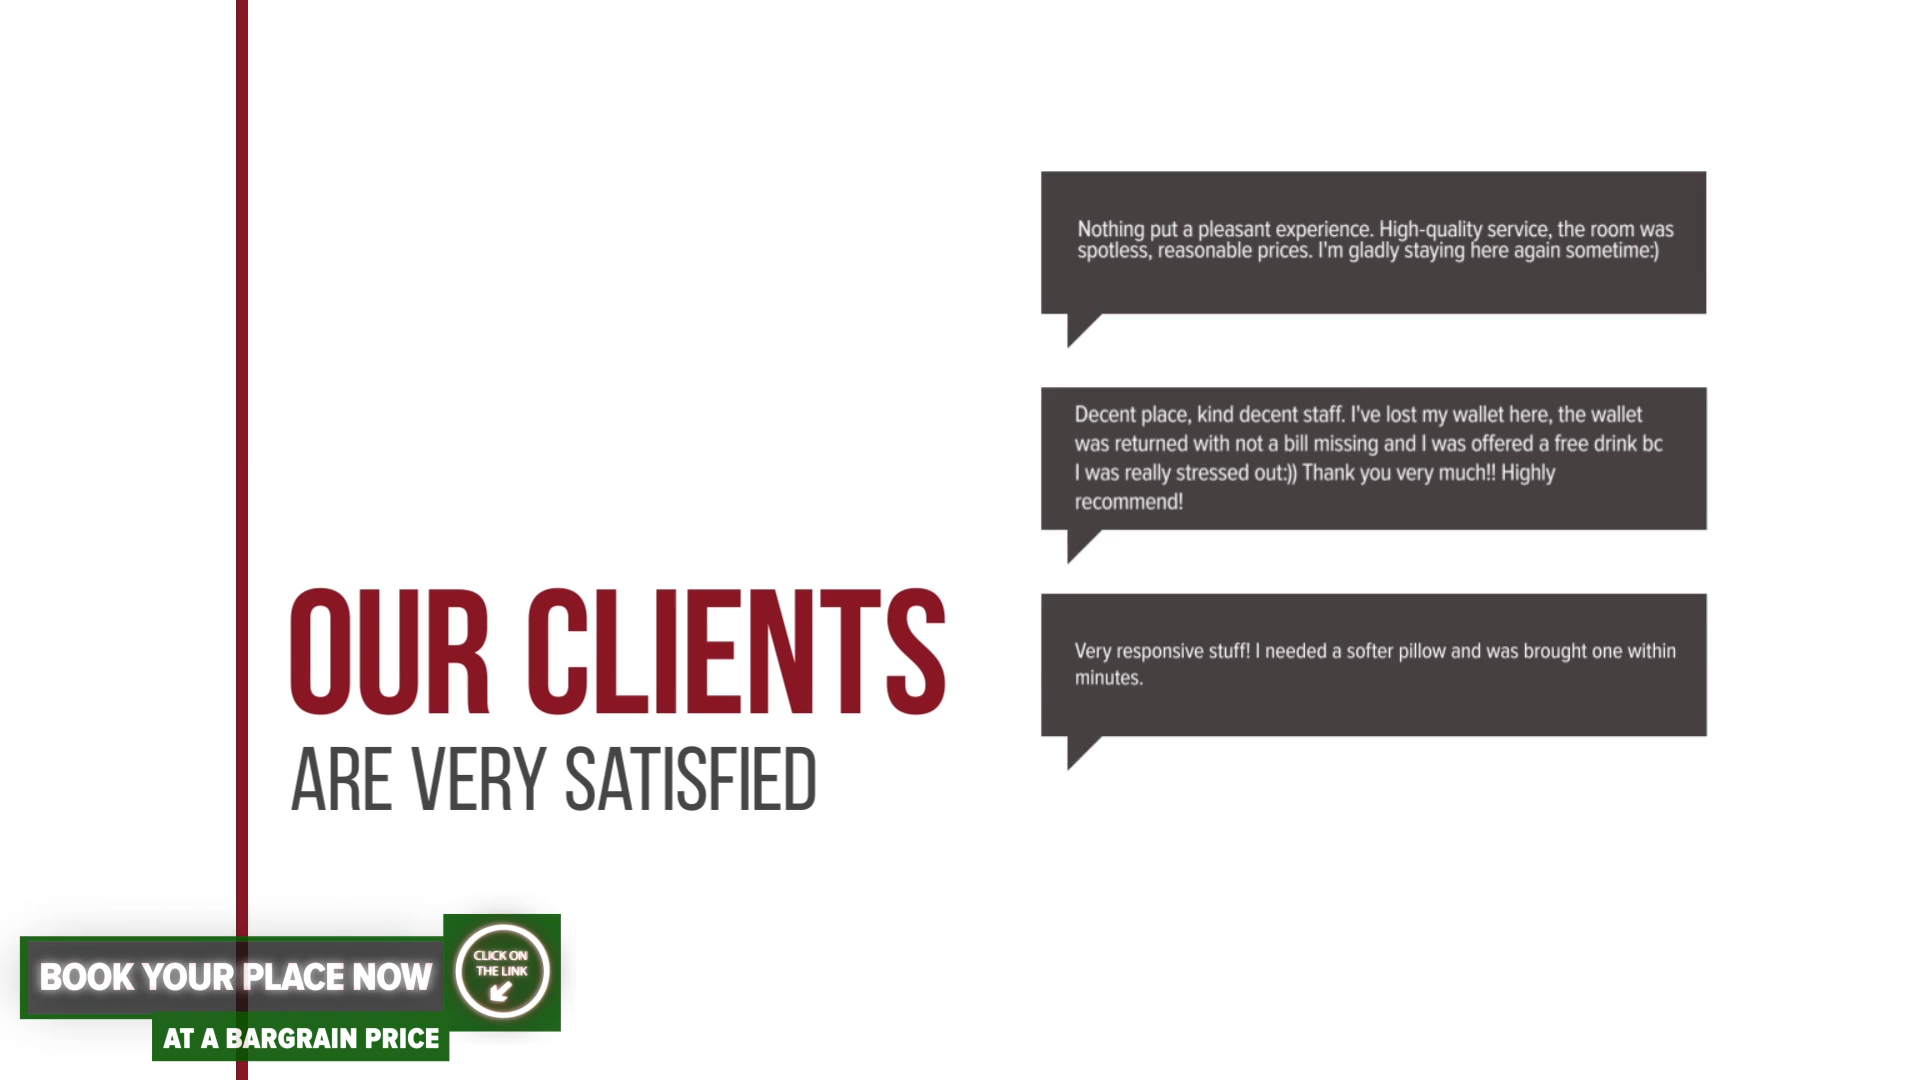 Nothing put a pleasant experience. High-quality service, the room was
spotless, reasonable prices. I'm gladly staying here again sometime:)
Decent place, kind decent staff. I've lost my wallet here, the wallet
was returned with not a bill missing and I was offered a free drink bc
I was really stressed out:)) Thank you very much!! Highly
recommend!
Very responsive stuff! I needed a softer pillow and was brought one within
minutes.
OUR CLIENTS
ARE VERY SATISFIED
BOOK YOUR PLACE NOW
CLICK ON
THE LINK
AT A BARGRAIN PRICE